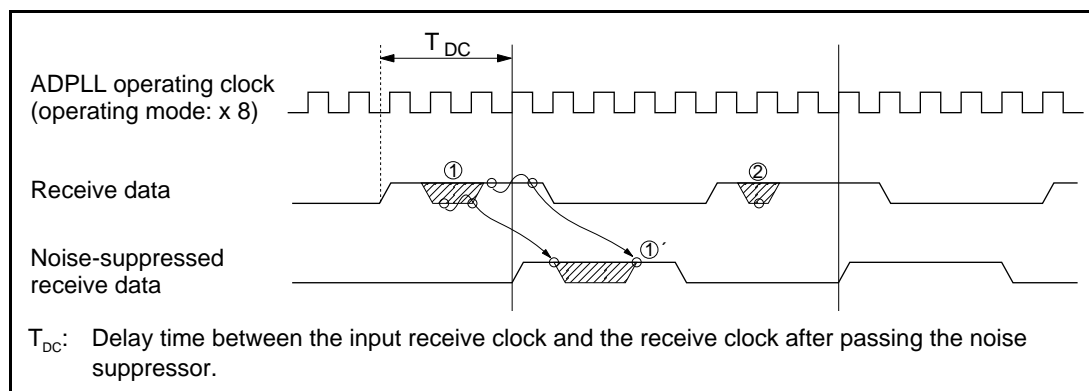 T DC
ADPLL operating clock
(operating mode: x 8)
①
②
Receive data
①´
Noise-suppressed
receive data
TDC: Delay time between the input receive clock and the receive clock after passing the noise
suppressor.